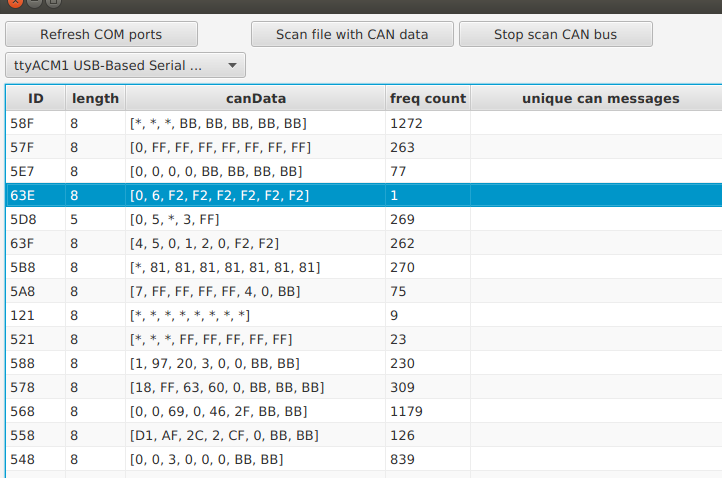 Refresh COM ports Scan file with CAN data Stop scan CAN bus
ttyACM1 USB-Based Serial ...
ID length canData freq count unique can messages
58F 8 [*, *, *, BB, BB, BB, BB, BB] 1272
57F 8 [0, FF, FF, FF, FF, FF, FF, FF] 263
5E7 8 [0, 0, 0, 0, BB, BB, BB, BB] 77
63E 8 [0, 6, F2, F2, F2, F2, F2, F2] 1
5D8 5 [0, 5, *, 3, FF] 269
63F 8 [4, 5, 0, 1, 2, 0, F2, F2] 262
5B8 8 [*, 81, 81, 81, 81, 81, 81, 81] 270
5A8 8 [7, FF, FF, FF, FF, 4, 0, BB] 75
121 8 [*, *, *, *, *, *, *, *] 9
521 8 [*, *, *, FF, FF, FF, FF, FF] 23
588 8 [1, 97, 20, 3, 0, 0, BB, BB] 230
578 8 [18, FF, 63, 60, 0, BB, BB, BB] 309
568 8 [0, 0, 69, 0, 46, 2F, BB, BB] 1179
558 8 [D1, AF, 2C, 2, CF, 0, BB, BB] 126
548 8 [0, 0, 3, 0, 0, 0, BB, BB] 839